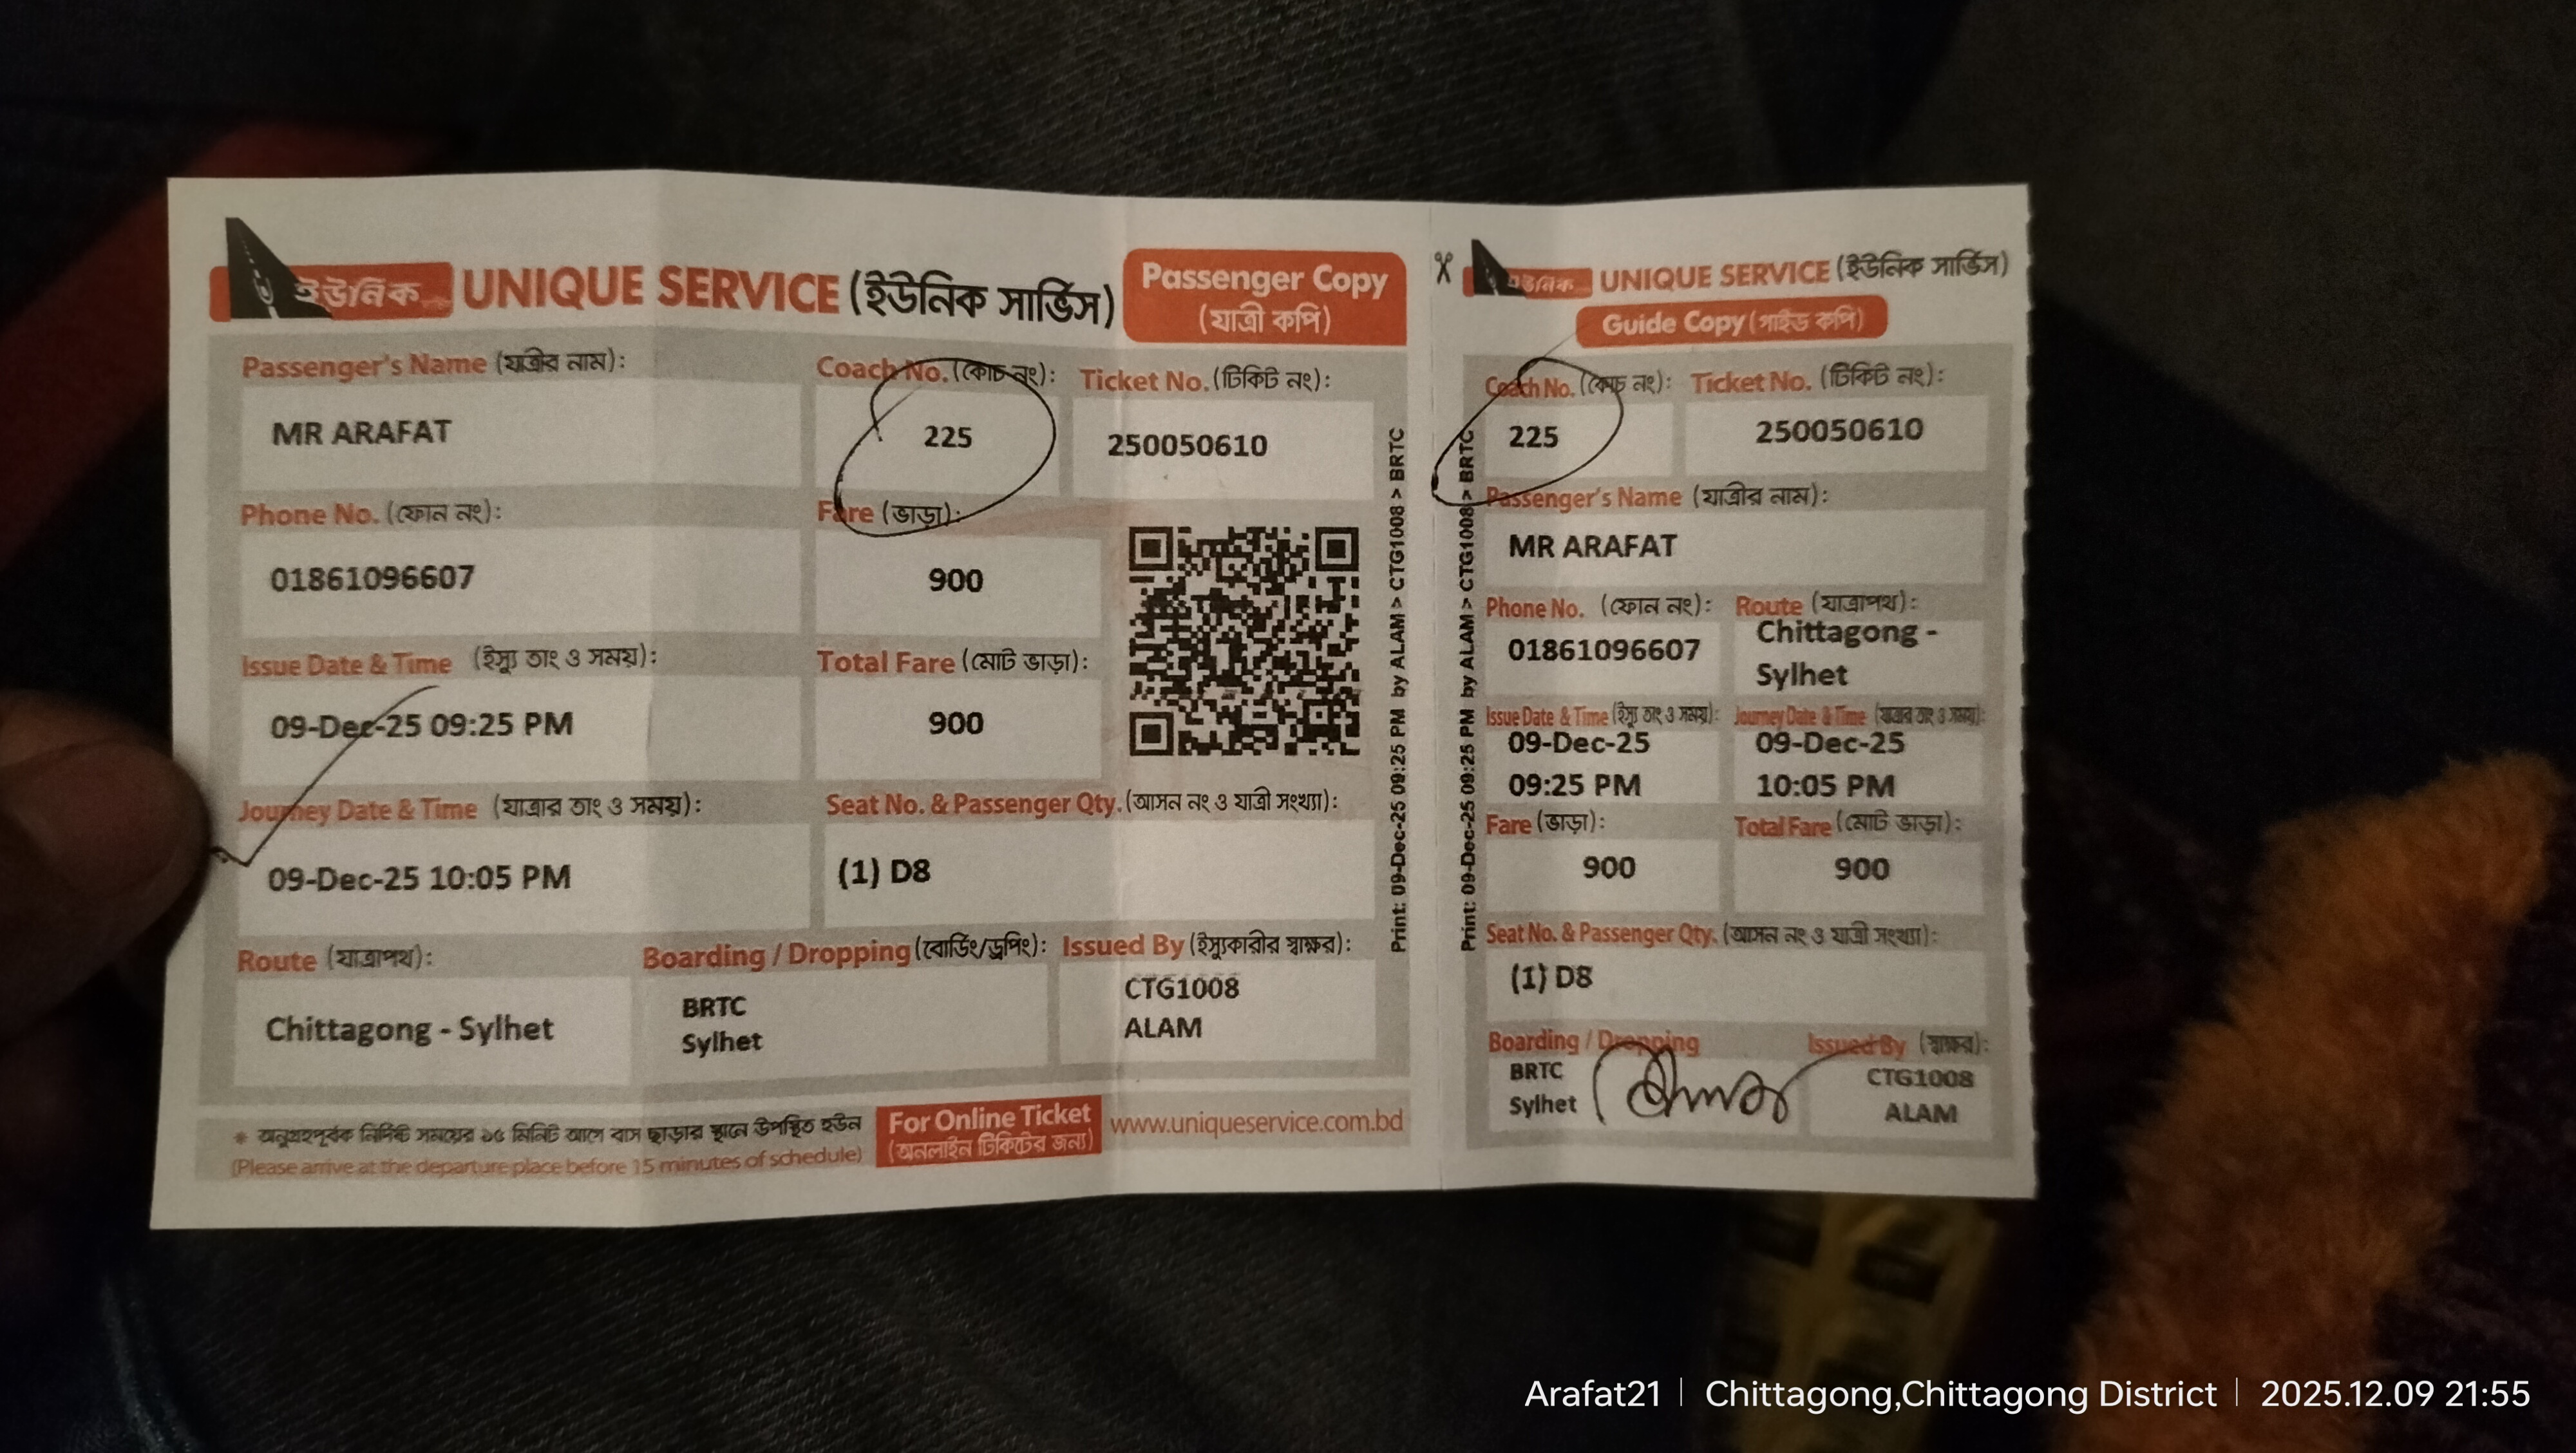 ইউনিক UNIQUE SERVICE (ইউনিক সার্ভিস)
Passenger Copy
(যাত্রী কপি)
Passenger's Name (যাত্রীর নাম):
MR ARAFAT
Coach No. (কোচ নং):
225
Ticket No. (টিকিট নং):
250050610
Phone No. (ফোন নং):
01861096607
Fare (ভাড়া):
900
Issue Date & Time (ইস্যু তাং ও সময়):
09-Dec-25 09:25 PM
Total Fare (মোট ভাড়া):
900
Journey Date & Time (যাত্রার তাং ও সময়):
09-Dec-25 10:05 PM
Seat No. & Passenger Qty. (আসন নং ও যাত্রী সংখ্যা):
(1) D8
Route (যাত্রাপথ):
Chittagong - Sylhet
Boarding / Dropping (বোর্ডিং/ড্রপিং):
BRTC
Sylhet
Issued By (ইস্যুকারীর স্বাক্ষর):
CTG1008
ALAM
* অনুগ্রহপূর্বক নির্দিষ্ট সময়ের ১৫ মিনিট আগে বাস ছাড়ার স্থানে উপস্থিত হউন
(Please arrive at the departure place before 15 minutes of schedule)
For Online Ticket
(অনলাইন টিকিটের জন্য)
www.uniqueservice.com.bd
Print: 09-Dec-25 09:25 PM by ALAM > CTG1008 > BRTC
Print: 09-Dec-25 09:25 PM by ALAM > CTG1008 > BRTC
ইউনিক UNIQUE SERVICE (ইউনিক সার্ভিস)
Guide Copy (গাইড কপি)
Coach No. (কোচ নং):
225
Ticket No. (টিকিট নং):
250050610
Passenger's Name (যাত্রীর নাম):
MR ARAFAT
Phone No. (ফোন নং):
01861096607
Route (যাত্রাপথ):
Chittagong -
Sylhet
Issue Date & Time (ইস্যু তাং ও সময়):
09-Dec-25
09:25 PM
Journey Date & Time (যাত্রার তাং ও সময়):
09-Dec-25
10:05 PM
Fare (ভাড়া):
900
Total Fare (মোট ভাড়া):
900
Seat No. & Passenger Qty. (আসন নং ও যাত্রী সংখ্যা):
(1) D8
Boarding / Dropping
BRTC
Sylhet
Issued By (স্বাক্ষর):
CTG1008
ALAM
Arafat21 | Chittagong,Chittagong District | 2025.12.09 21:55